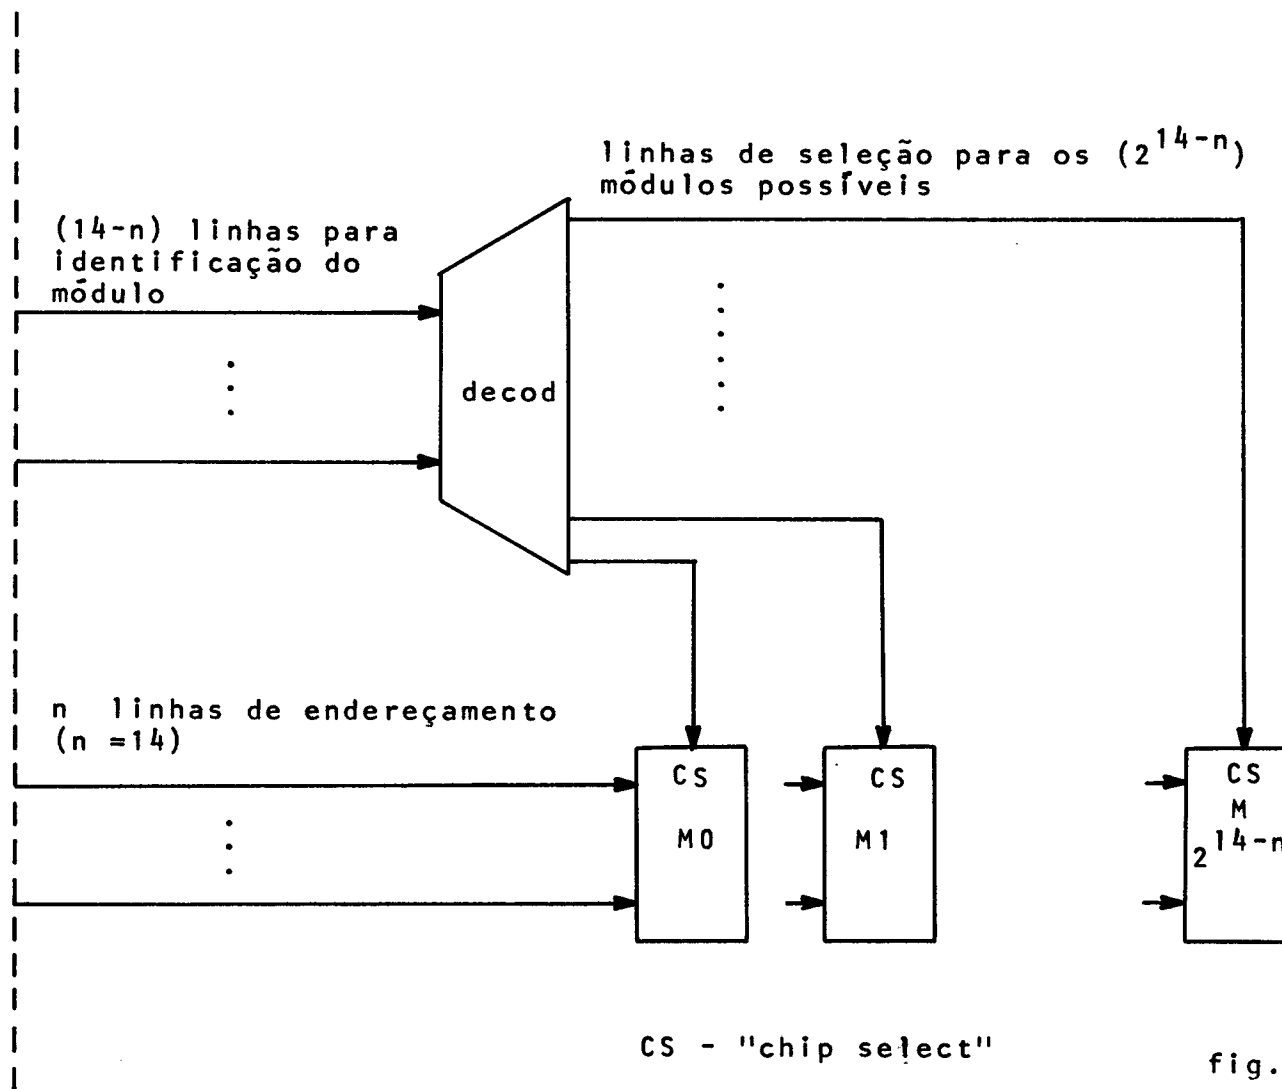 linhas de seleção para os (2^14-n)
módulos possíveis
(14-n) linhas para
identificação do
módulo
decod
n linhas de endereçamento
(n =14)
CS
M0
CS
M1
CS
M
2^14-n
CS - "chip select"
fig.